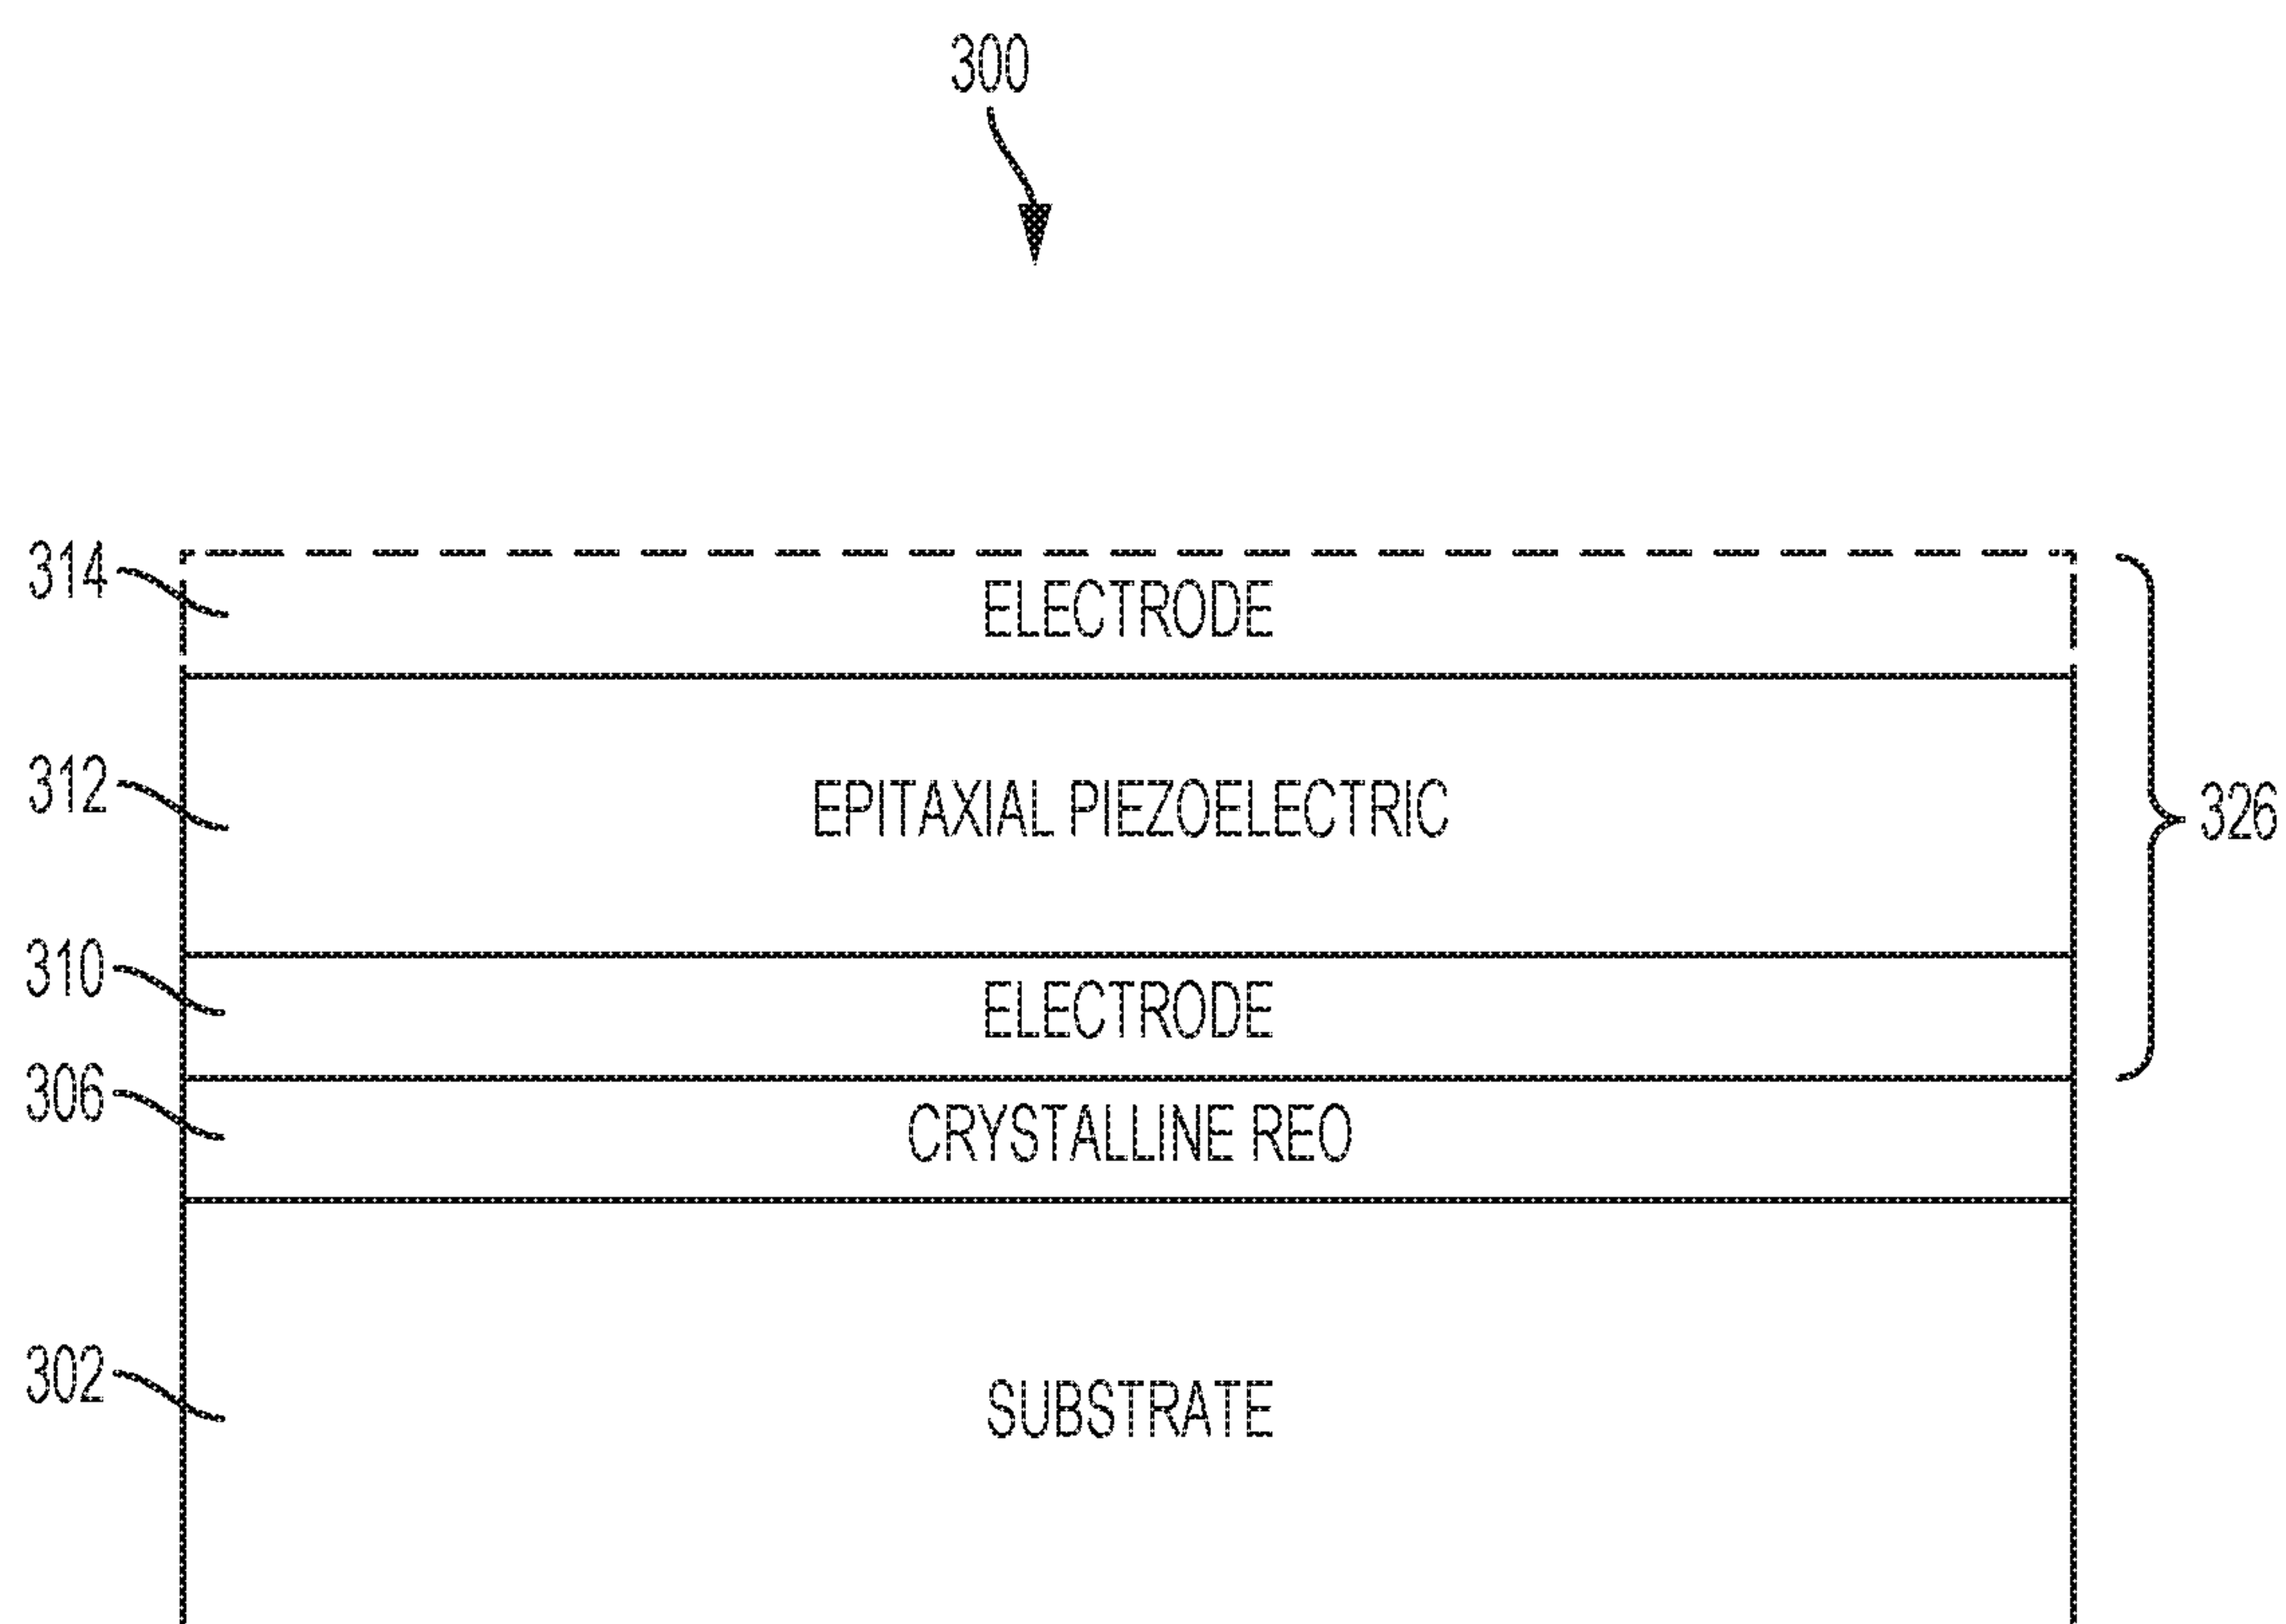 300
314
ELECTRODE
312
EPITAXIAL PIEZOELECTRIC
326
310
ELECTRODE
306
CRYSTALLINE REO
302
SUBSTRATE